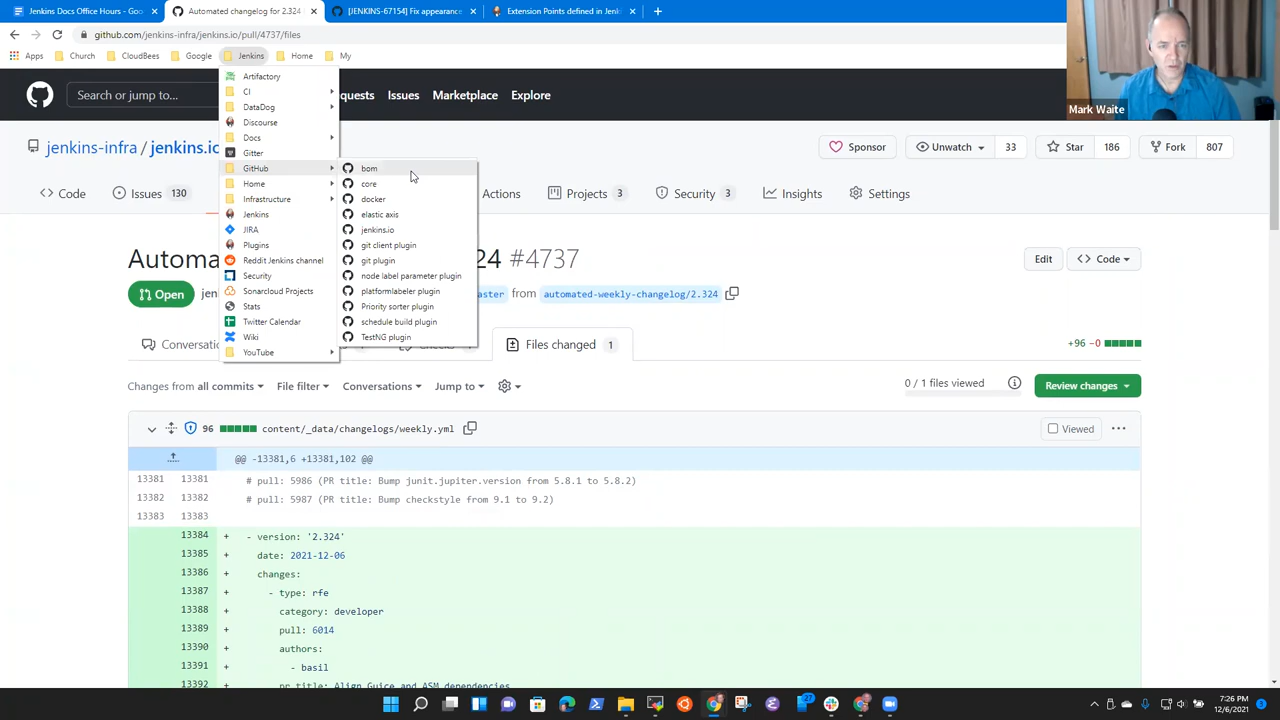 Jenkins Docs Office Hours - Goo
Automated changelog for 2.324
[JENKINS-67154] Fix appearance
Extension Points defined in Jenk
github.com/jenkins-infra/jenkins.io/pull/4737/files
Apps
Church
CloudBees
Google
Jenkins
Home
My
Mark Waite
Search or jump to...
quests
Issues
Marketplace
Explore
Artifactory
CI
DataDog
Discourse
Docs
Gitter
GitHub
Home
Infrastructure
Jenkins
JIRA
Plugins
Reddit Jenkins channel
Security
Sonarcloud Projects
Stats
Twitter Calendar
Wiki
YouTube
bom
core
docker
elastic axis
jenkins.io
git client plugin
git plugin
node label parameter plugin
platformlabeler plugin
Priority sorter plugin
schedule build plugin
TestNG plugin
jenkins-infra / jenkins.io
Sponsor
Unwatch 33
Star 186
Fork 807
Code
Issues 130
Actions
Projects 3
Security 3
Insights
Settings
Automa
24 #4737
Edit
Code
Open
jen
aster from automated-weekly-changelog/2.324
Conversa
Files changed 1
+96 −0
Changes from all commits
File filter
Conversations
Jump to
0 / 1 files viewed
Review changes
96 content/_data/changelogs/weekly.yml
Viewed
@@ -13381,6 +13381,102 @@
13381 13381 # pull: 5986 (PR title: Bump junit.jupiter.version from 5.8.1 to 5.8.2)
13382 13382 # pull: 5987 (PR title: Bump checkstyle from 9.1 to 9.2)
13383 13383
13384 + - version: '2.324'
13385 + date: 2021-12-06
13386 + changes:
13387 + - type: rfe
13388 + category: developer
13389 + pull: 6014
13390 + authors:
13391 + - basil
13392 + pr_title: Align Guice and ASM dependencies
7:26 PM
12/6/2021